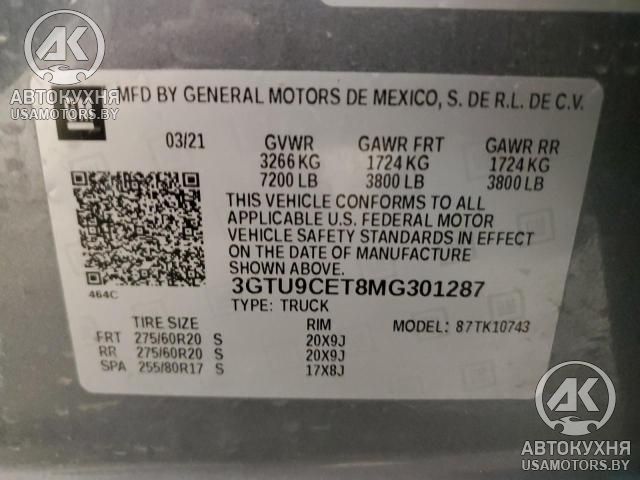 AK
АВТОКУХНЯ
USAMOTORS.BY
GM
MFD BY GENERAL MOTORS DE MEXICO, S. DE R.L. DE C.V.
03/21 GVWR GAWR FRT GAWR RR
3266 KG 1724 KG 1724 KG
7200 LB 3800 LB 3800 LB
THIS VEHICLE CONFORMS TO ALL
APPLICABLE U.S. FEDERAL MOTOR
VEHICLE SAFETY STANDARDS IN EFFECT
ON THE DATE OF MANUFACTURE
SHOWN ABOVE.
464C
3GTU9CET8MG301287
TYPE: TRUCK
TIRE SIZE RIM MODEL: 87TK10743
FRT 275/60R20 S 20X9J
RR 275/60R20 S 20X9J
SPA 255/80R17 S 17X8J
AK
АВТОКУХНЯ
USAMOTORS.BY